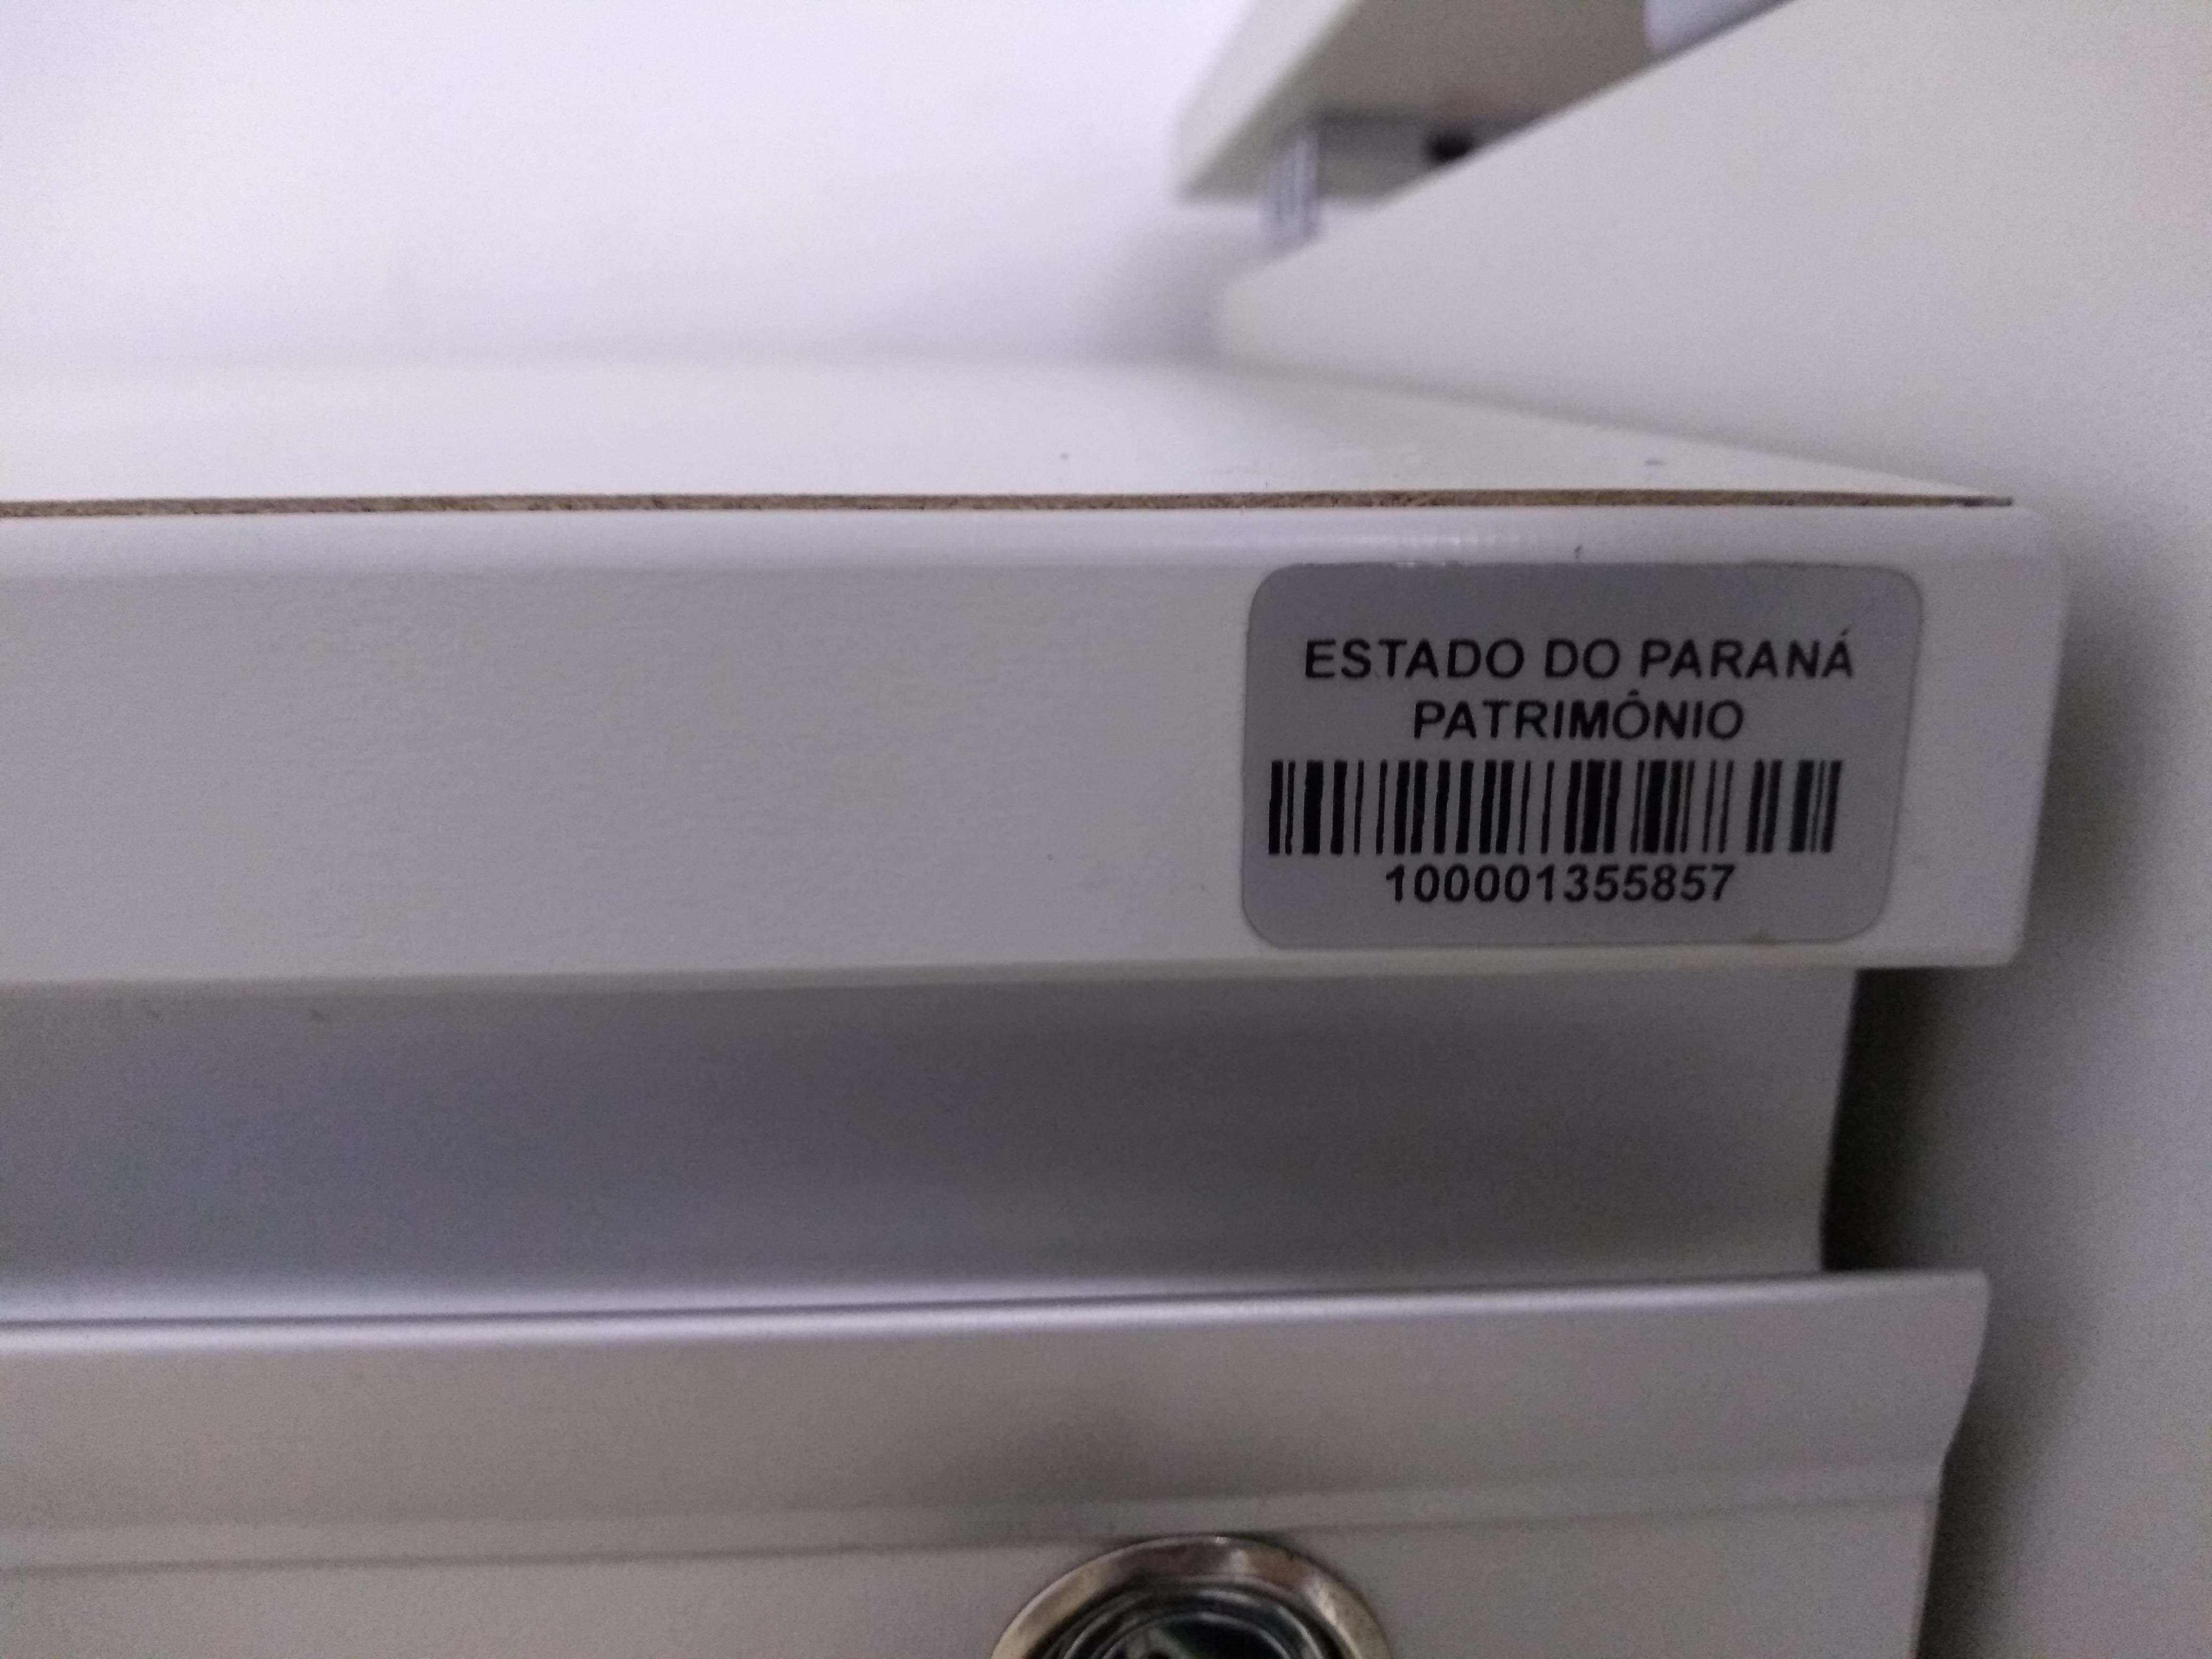 ESTADO DO PARANÁ
PATRIMÔNIO
100001355857